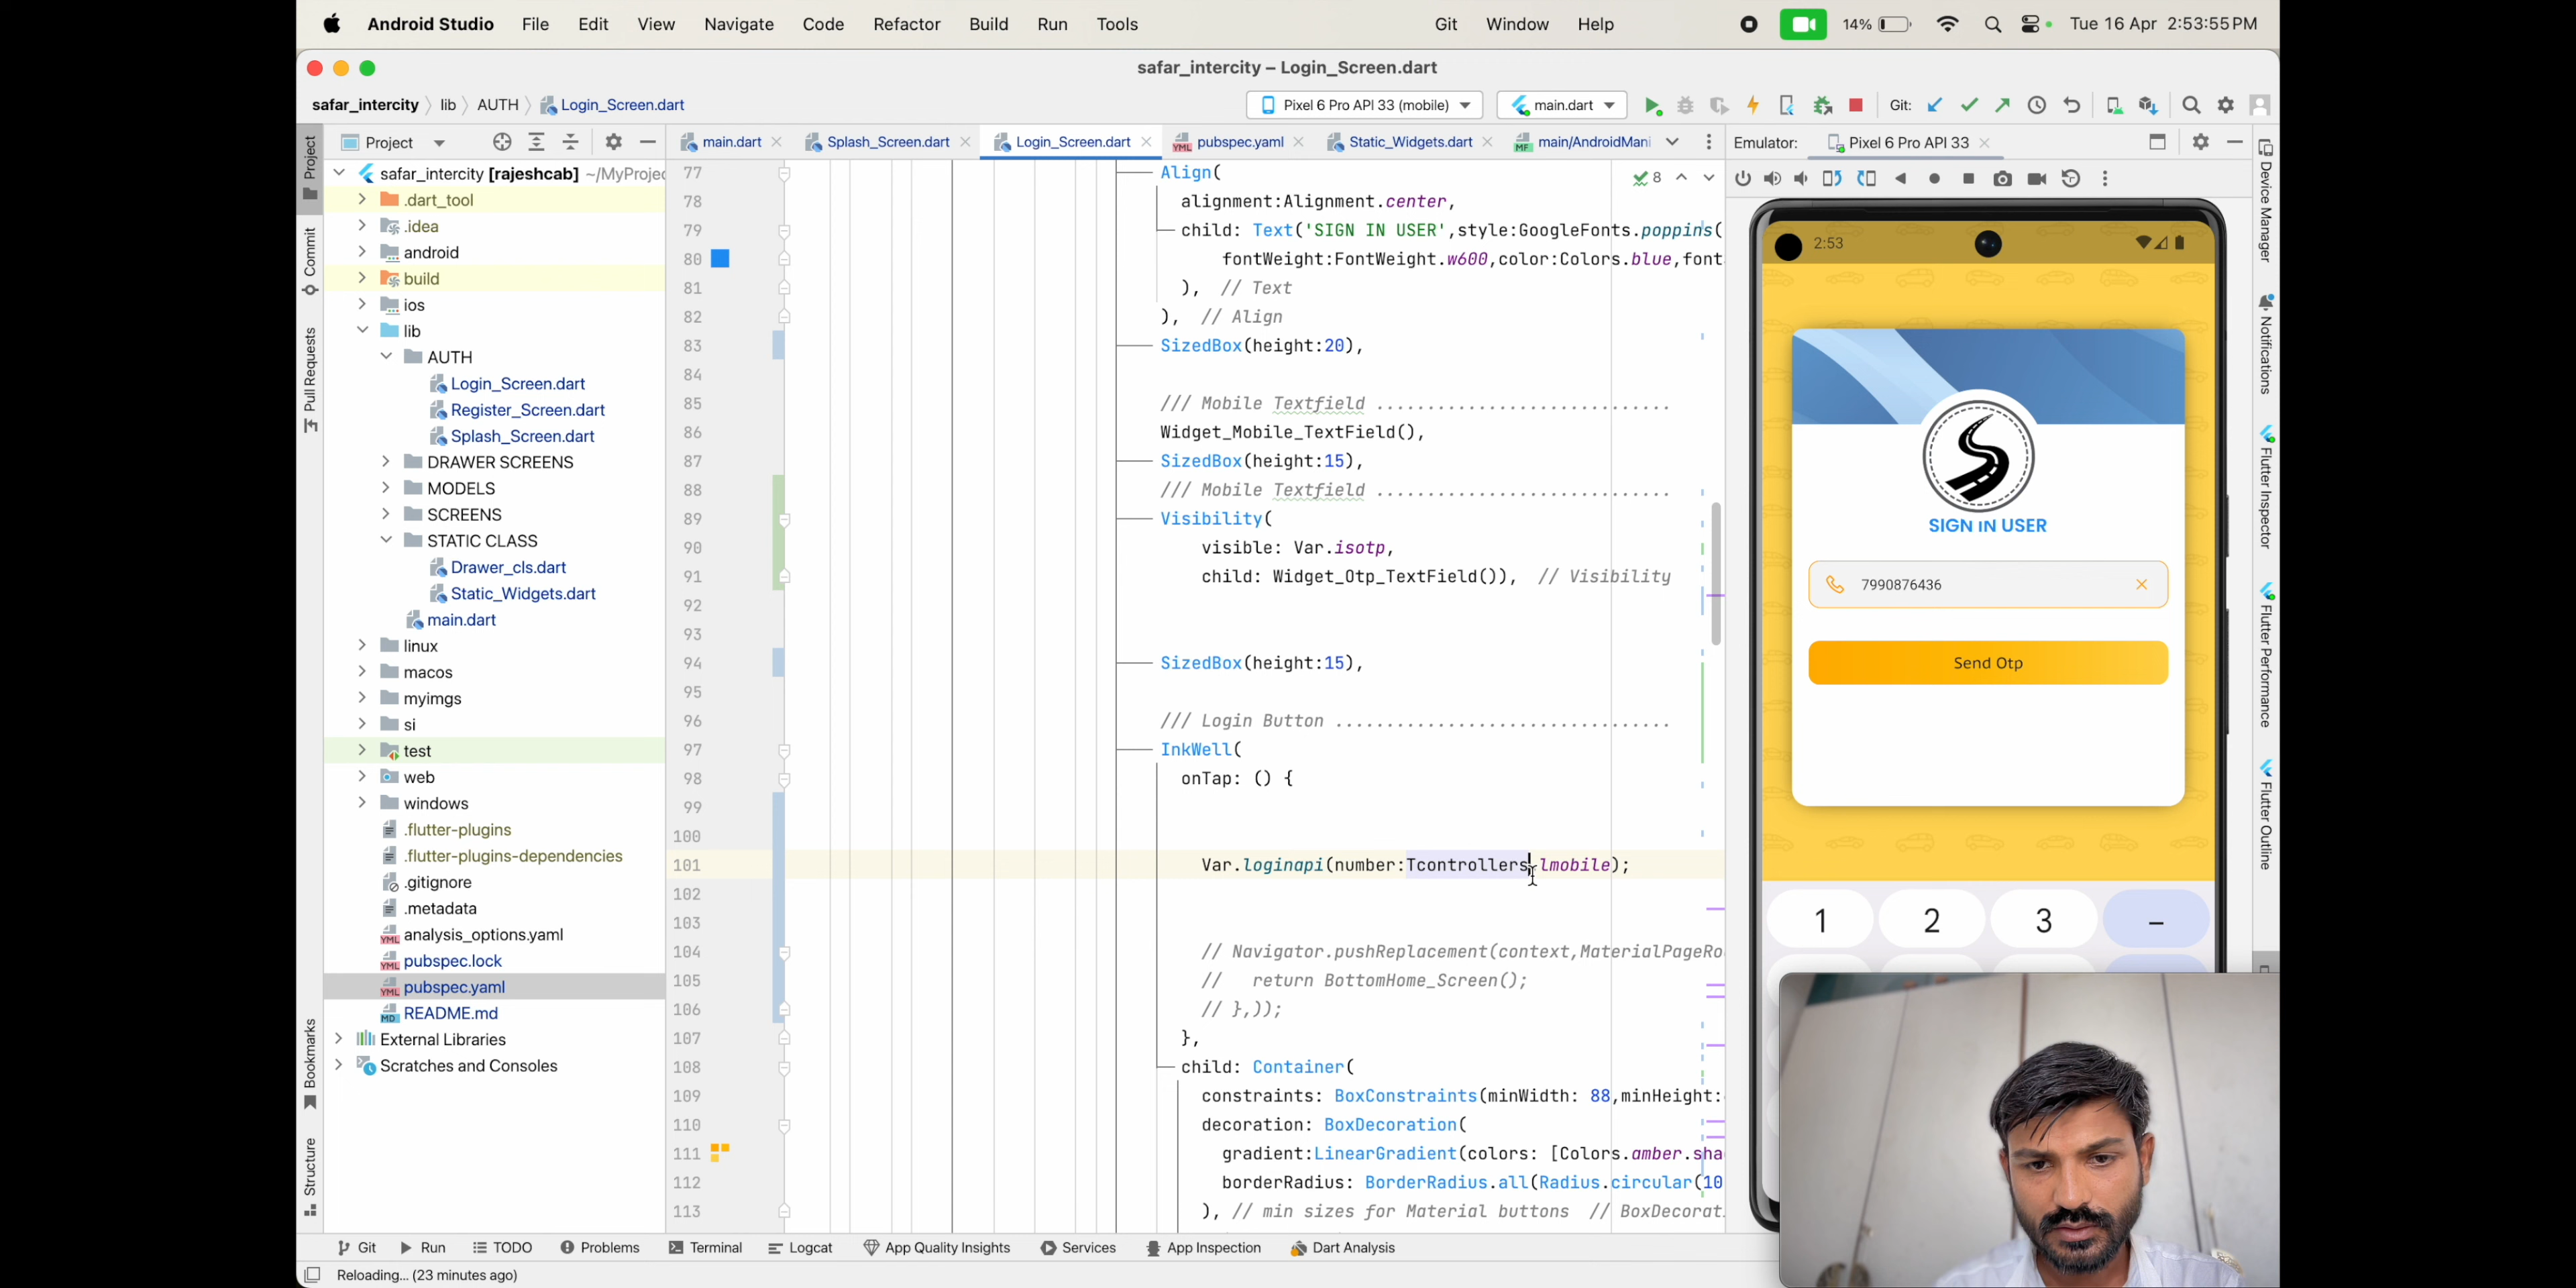 Android Studio File Edit View Navigate Code Refactor Build Run Tools Git Window Help 14% Tue 16 Apr 2:53:55 PM
safar_intercity – Login_Screen.dart
safar_intercity lib AUTH Login_Screen.dart Pixel 6 Pro API 33 (mobile) main.dart Git:
Project main.dart Splash_Screen.dart Login_Screen.dart pubspec.yaml Static_Widgets.dart main/AndroidMani Emulator: Pixel 6 Pro API 33
Project
Commit
Pull Requests
Bookmarks
Structure
safar_intercity [rajeshcab] ~/MyProjec
.dart_tool
.idea
android
build
ios
lib
AUTH
Login_Screen.dart
Register_Screen.dart
Splash_Screen.dart
DRAWER SCREENS
MODELS
SCREENS
STATIC CLASS
Drawer_cls.dart
Static_Widgets.dart
main.dart
linux
macos
myimgs
si
test
web
windows
.flutter-plugins
.flutter-plugins-dependencies
.gitignore
.metadata
analysis_options.yaml
pubspec.lock
pubspec.yaml
README.md
External Libraries
Scratches and Consoles
77 Align( 8
78 alignment:Alignment.center,
79 child: Text('SIGN IN USER',style:GoogleFonts.poppins(
80 fontWeight:FontWeight.w600,color:Colors.blue,font
81 ), // Text
82 ), // Align
83 SizedBox(height:20),
84
85 /// Mobile Textfield .............................
86 Widget_Mobile_TextField(),
87 SizedBox(height:15),
88 /// Mobile Textfield .............................
89 Visibility(
90 visible: Var.isotp,
91 child: Widget_Otp_TextField()), // Visibility
92
93
94 SizedBox(height:15),
95
96 /// Login Button .................................
97 InkWell(
98 onTap: () {
99
100
101 Var.loginapi(number:Tcontrollers.lmobile);
102
103
104 // Navigator.pushReplacement(context,MaterialPageRo
105 // return BottomHome_Screen();
106 // },));
107 },
108 child: Container(
109 constraints: BoxConstraints(minWidth: 88,minHeight:
110 decoration: BoxDecoration(
111 gradient:LinearGradient(colors: [Colors.amber.sha
112 borderRadius: BorderRadius.all(Radius.circular(10
113 ), // min sizes for Material buttons // BoxDecorat
2:53
SIGN IN USER
7990876436
Send Otp
1 2 3 –
Device Manager
Notifications
Flutter Inspector
Flutter Performance
Flutter Outline
Git Run TODO Problems Terminal Logcat App Quality Insights Services App Inspection Dart Analysis
Reloading... (23 minutes ago)